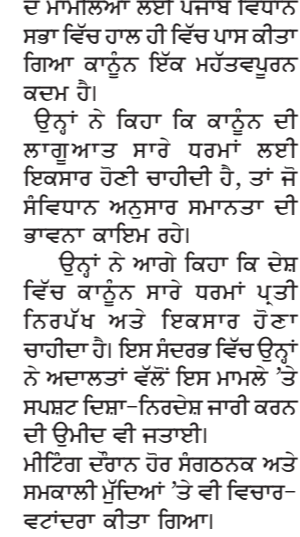 ਦੇ ਮਾਮਲਿਆਂ ਲਈ ਪੰਜਾਬ ਵਿਧਾਨ
ਸਭਾ ਵਿੱਚ ਹਾਲ ਹੀ ਵਿੱਚ ਪਾਸ ਕੀਤਾ
ਗਿਆ ਕਾਨੂੰਨ ਇੱਕ ਮਹੱਤਵਪੂਰਨ
ਕਦਮ ਹੈ।
ਉਨ੍ਹਾਂ ਨੇ ਕਿਹਾ ਕਿ ਕਾਨੂੰਨ ਦੀ
ਲਾਗੂਆਤ ਸਾਰੇ ਧਰਮਾਂ ਲਈ
ਇਕਸਾਰ ਹੋਣੀ ਚਾਹੀਦੀ ਹੈ, ਤਾਂ ਜੋ
ਸੰਵਿਧਾਨ ਅਨੁਸਾਰ ਸਮਾਨਤਾ ਦੀ
ਭਾਵਨਾ ਕਾਇਮ ਰਹੇ।
ਉਨ੍ਹਾਂ ਨੇ ਅੱਗੇ ਕਿਹਾ ਕਿ ਦੇਸ਼
ਵਿੱਚ ਕਾਨੂੰਨ ਸਾਰੇ ਧਰਮਾਂ ਪ੍ਰਤੀ
ਨਿਰਪੱਖ ਅਤੇ ਇਕਸਾਰ ਹੋਣਾ
ਚਾਹੀਦਾ ਹੈ। ਇਸ ਸੰਦਰਭ ਵਿੱਚ ਉਨ੍ਹਾਂ
ਨੇ ਅਦਾਲਤਾਂ ਵੱਲੋਂ ਇਸ ਮਾਮਲੇ 'ਤੇ
ਸਪਸ਼ਟ ਦਿਸ਼ਾ-ਨਿਰਦੇਸ਼ ਜਾਰੀ ਕਰਨ
ਦੀ ਉਮੀਦ ਵੀ ਜਤਾਈ।
ਮੀਟਿੰਗ ਦੌਰਾਨ ਹੋਰ ਸੰਗਠਨਕ ਅਤੇ
ਸਮਕਾਲੀ ਮੁੱਦਿਆਂ 'ਤੇ ਵੀ ਵਿਚਾਰ-
ਵਟਾਂਦਰਾ ਕੀਤਾ ਗਿਆ।